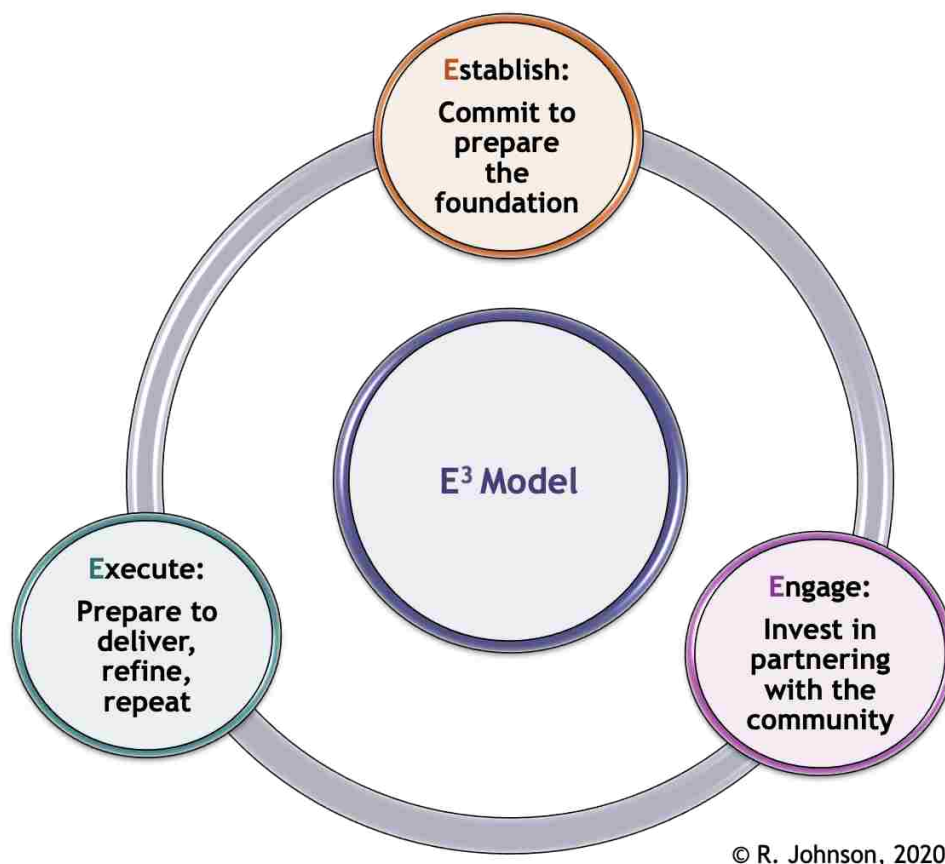 Establish:
Commit to
prepare
the
foundation
E³ Model
Execute:
Prepare to
deliver,
refine,
repeat
Engage:
Invest in
partnering
with the
community
© R. Johnson, 2020